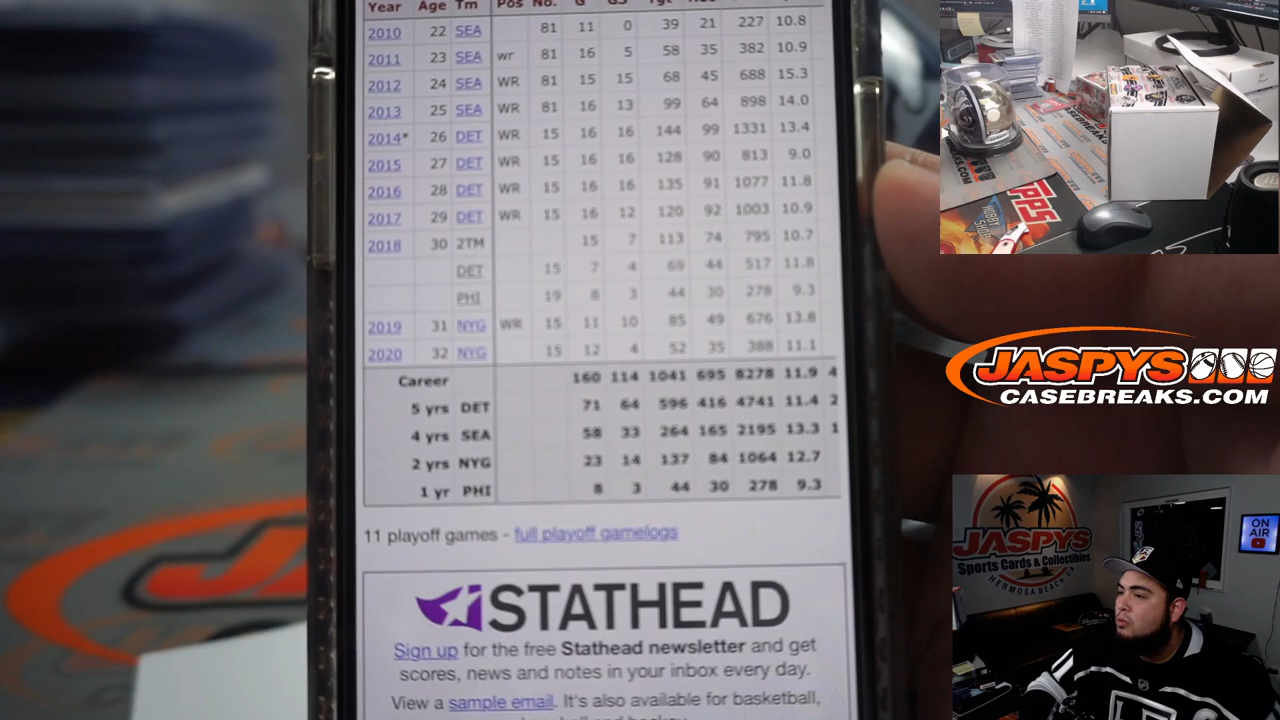 Year Age Tm Pos No. G GS Tgt Rec Yds Y/R
2010 22 SEA 81 11 0 39 21 227 10.8
2011 23 SEA wr 81 16 5 58 35 382 10.9
2012 24 SEA WR 81 15 15 68 45 688 15.3
2013 25 SEA WR 81 16 13 99 64 898 14.0
2014* 26 DET WR 15 16 16 144 99 1331 13.4
2015 27 DET WR 15 16 16 128 90 813 9.0
2016 28 DET WR 15 16 16 135 91 1077 11.8
2017 29 DET WR 15 16 12 120 92 1003 10.9
2018 30 2TM 15 7 113 74 795 10.7
DET 15 7 4 69 44 517 11.8
PHI 19 8 3 44 30 278 9.3
2019 31 NYG WR 15 11 10 85 49 676 13.8
2020 32 NYG 15 12 4 52 35 388 11.1
Career 160 114 1041 695 8278 11.9 4
5 yrs DET 71 64 596 416 4741 11.4 2
4 yrs SEA 58 33 264 165 2195 13.3 1
2 yrs NYG 23 14 137 84 1064 12.7
1 yr PHI 8 3 44 30 278 9.3
11 playoff games - full playoff gamelogs
STATHEAD
Sign up for the free Stathead newsletter and get
scores, news and notes in your inbox every day.
View a sample email. It's also available for basketball,
TOPPS
HOBBY
SHOP
JASPYS
CASEBREAKS.COM
JASPYS
Sports Cards & Collectibles
HERMOSA BEACH CA
ON
AIR